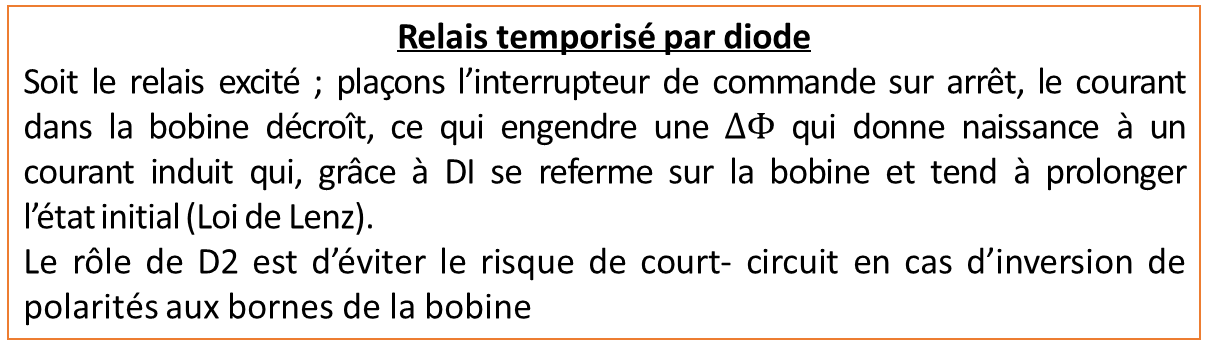 Relais temporisé par diode
Soit le relais excité ; plaçons l’interrupteur de commande sur arrêt, le courant
dans la bobine décroît, ce qui engendre une ΔΦ qui donne naissance à un
courant induit qui, grâce à DI se referme sur la bobine et tend à prolonger
l’état initial (Loi de Lenz).
Le rôle de D2 est d’éviter le risque de court- circuit en cas d’inversion de
polarités aux bornes de la bobine